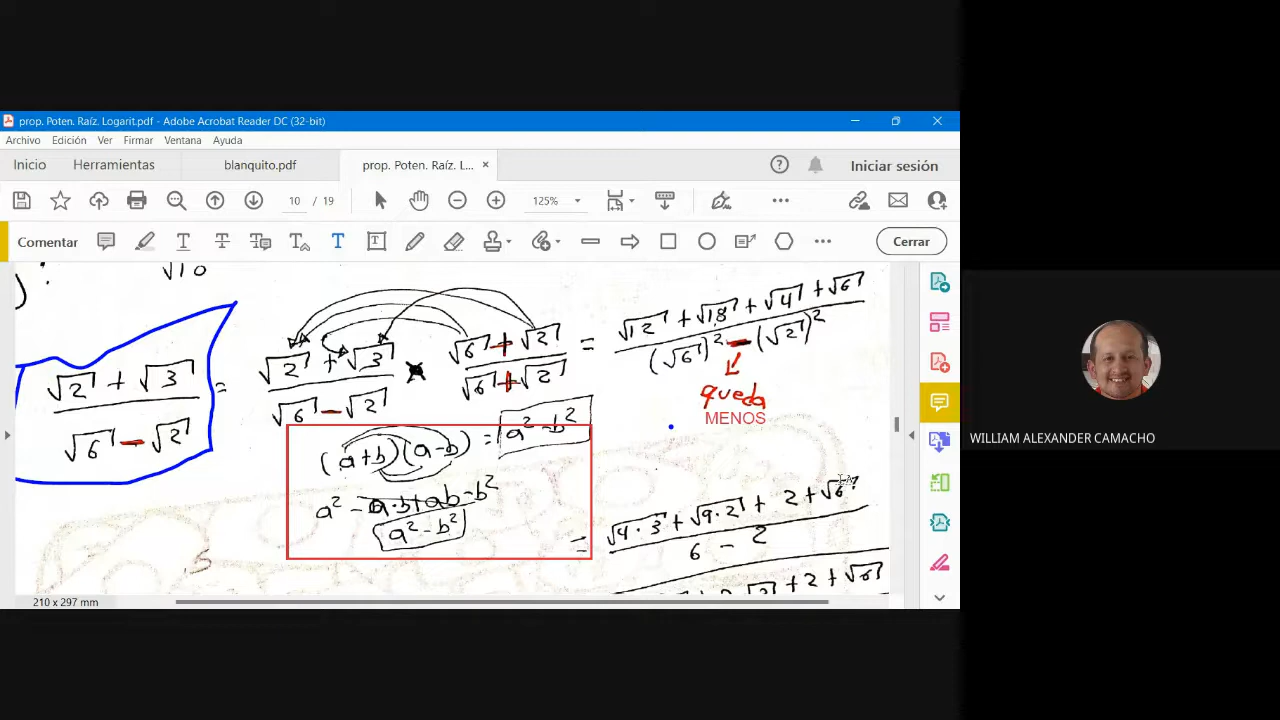 prop. Poten. Raíz. Logarit.pdf - Adobe Acrobat Reader DC (32-bit)
Archivo Edición Ver Firmar Ventana Ayuda
Inicio Herramientas blanquito.pdf prop. Poten. Raíz. L... × Iniciar sesión
10 / 19 125%
Comentar Cerrar
√10
(√2 + √3)/(√6 - √2) = (√2 + √3)/(√6 - √2) × (√6 + √2)/(√6 + √2) = (√12 + √18 + √4 + √6)/((√6)² - (√2)²)
queda
MENOS
(a+b)(a-b) = a² - b²
a² - a·b + ab - b²
a² - b²
= (√4·3 + √9·2 + 2 + √6)/(6 - 2)
+ 2 + √6
210 x 297 mm
WILLIAM ALEXANDER CAMACHO